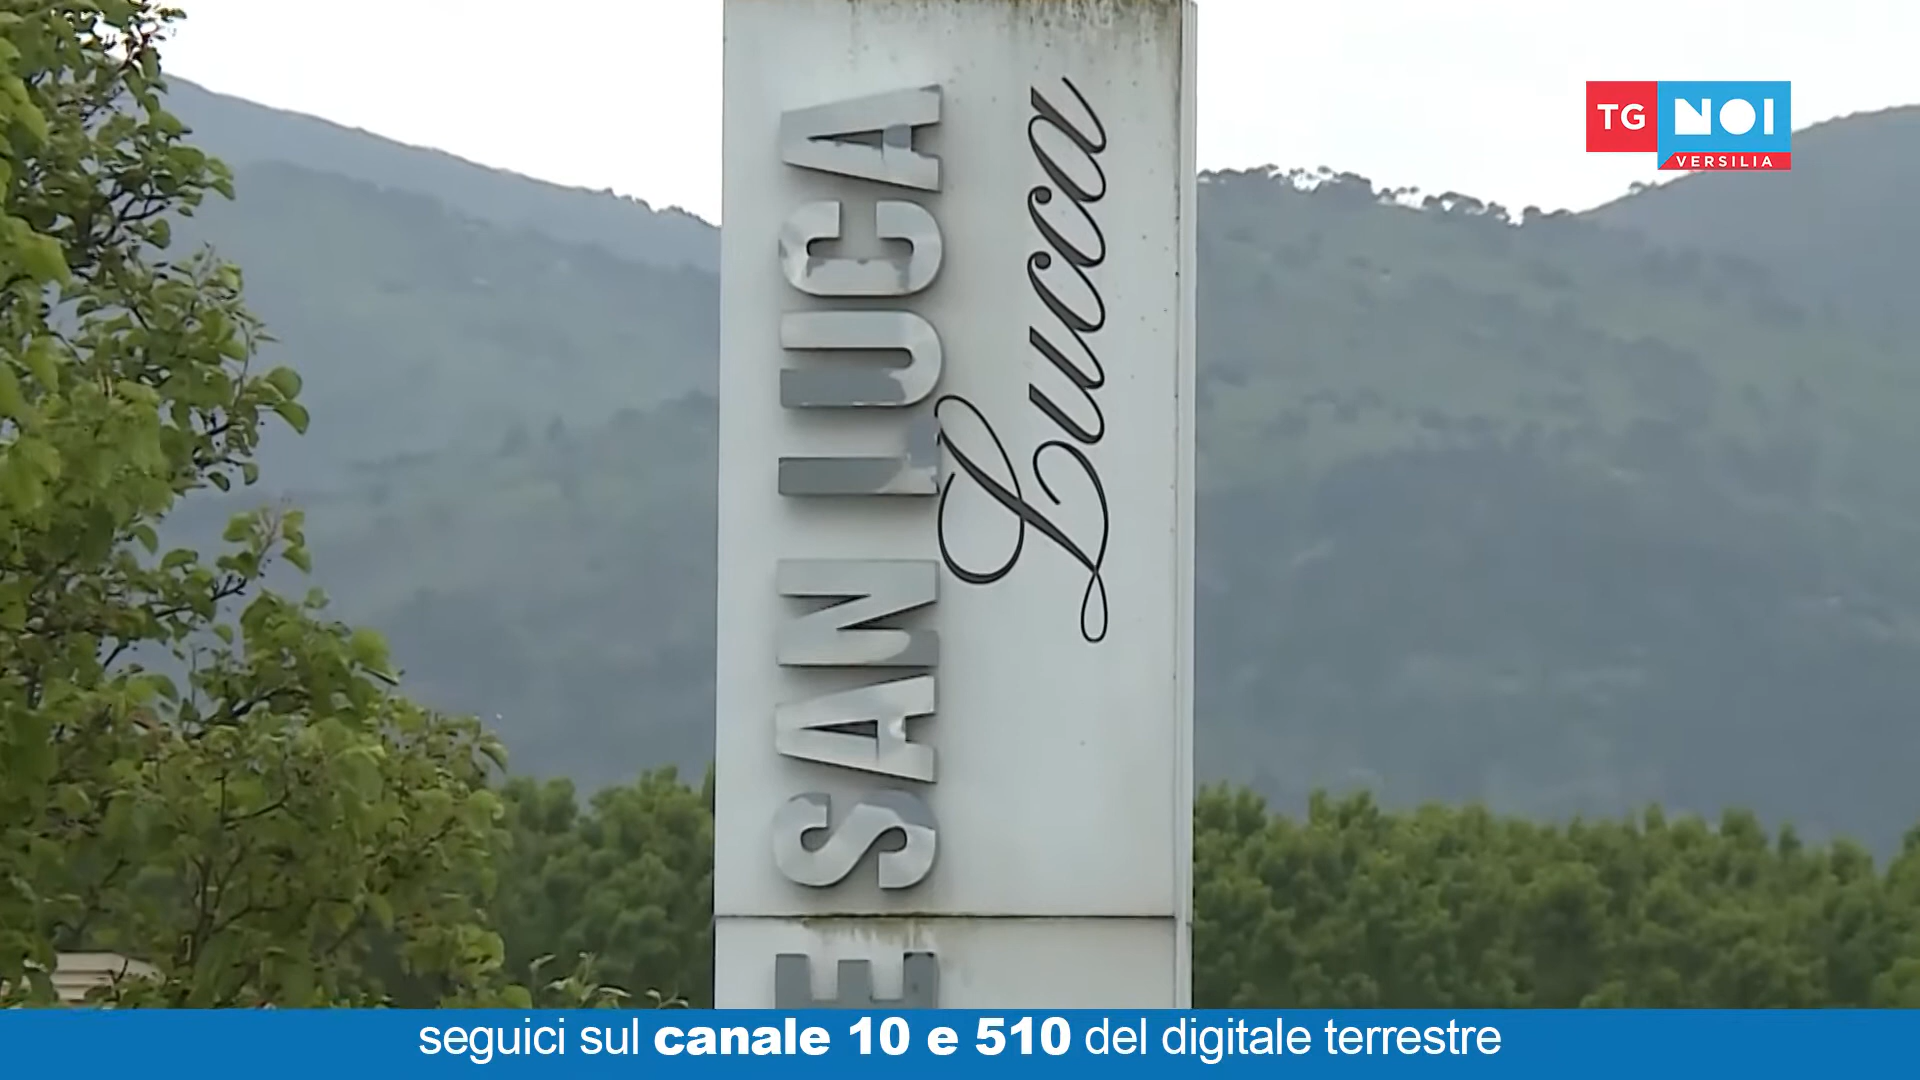 TG NOI
VERSILIA
E SAN LUCA
Lucca
seguici sul canale 10 e 510 del digitale terrestre